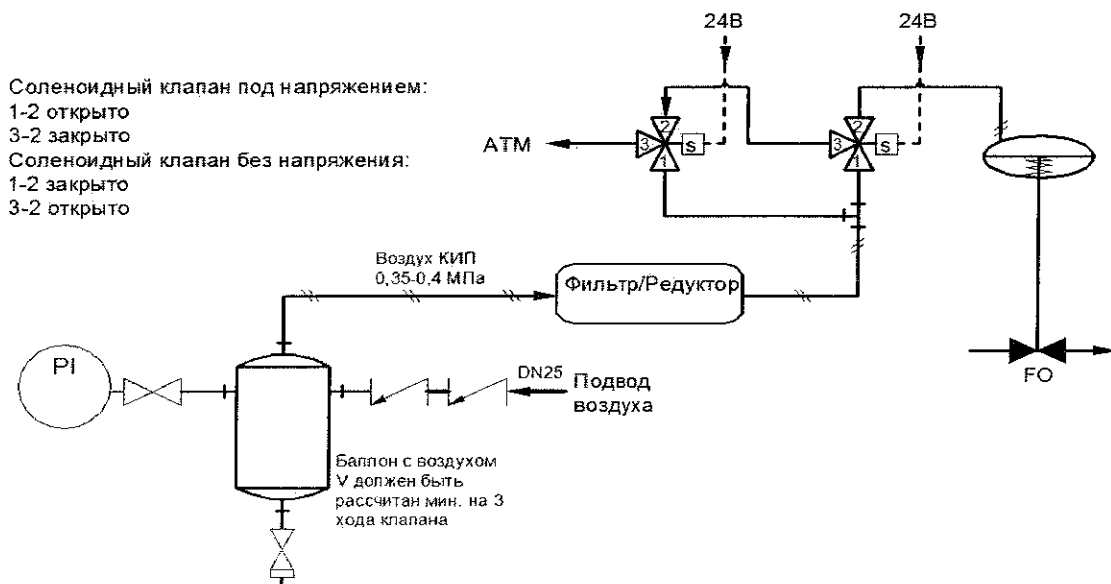 24В
24В
Соленоидный клапан под напряжением:
1-2 открыто
3-2 закрыто
Соленоидный клапан без напряжения:
1-2 закрыто
3-2 открыто
АТМ
2
3
1
s
2
3
1
s
Воздух КИП
0,35-0,4 МПа
Фильтр/Редуктор
PI
DN25
Подвод
воздуха
FO
Баллон с воздухом
V должен быть
рассчитан мин. на 3
хода клапана